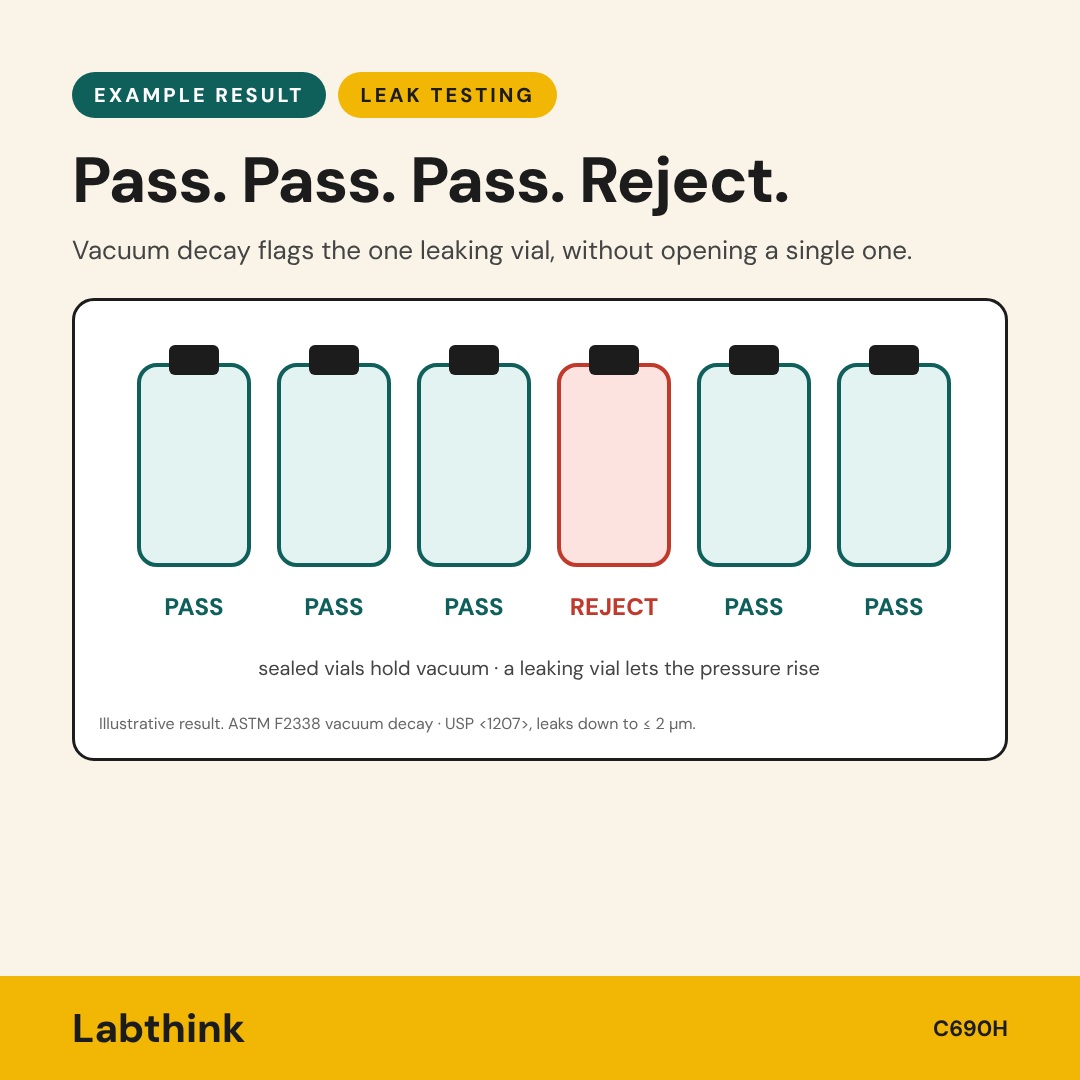 EXAMPLE RESULT LEAK TESTING
Pass. Pass. Pass. Reject.
Vacuum decay flags the one leaking vial, without opening a single one.
PASS PASS PASS REJECT PASS PASS
sealed vials hold vacuum · a leaking vial lets the pressure rise
Illustrative result. ASTM F2338 vacuum decay · USP <1207>, leaks down to ≤ 2 µm.
Labthink C690H